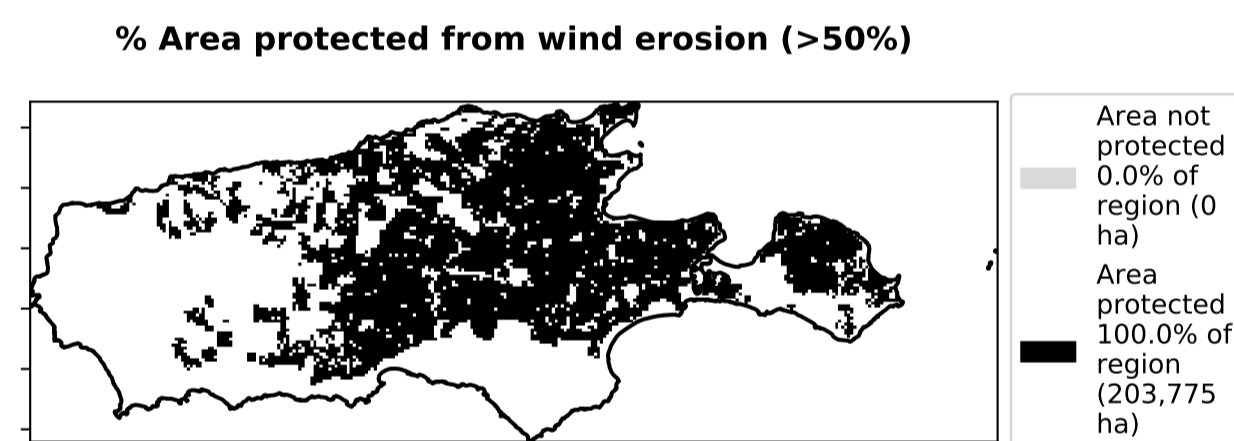 % Area protected from wind erosion (>50%)
Area not
protected
0.0% of
region (0
ha)
Area
protected
100.0% of
region
(203,775
ha)